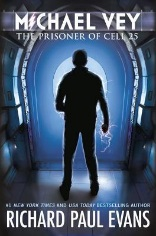 MICHAEL VEY
THE PRISONER OF CELL 25
#1 NEW YORK TIMES AND USA TODAY BESTSELLING AUTHOR
RICHARD PAUL EVANS